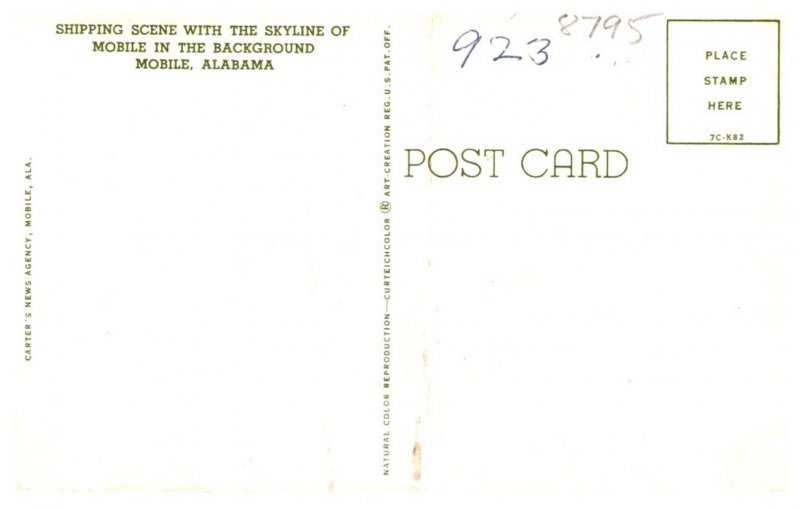 SHIPPING SCENE WITH THE SKYLINE OF
MOBILE IN THE BACKGROUND
MOBILE, ALABAMA
CARTER'S NEWS AGENCY, MOBILE, ALA.
NATURAL COLOR REPRODUCTION—CURTEICHCOLOR ® ART-CREATION REG. U.S. PAT. OFF.
923
8795
POST CARD
PLACE
STAMP
HERE
7C-K82